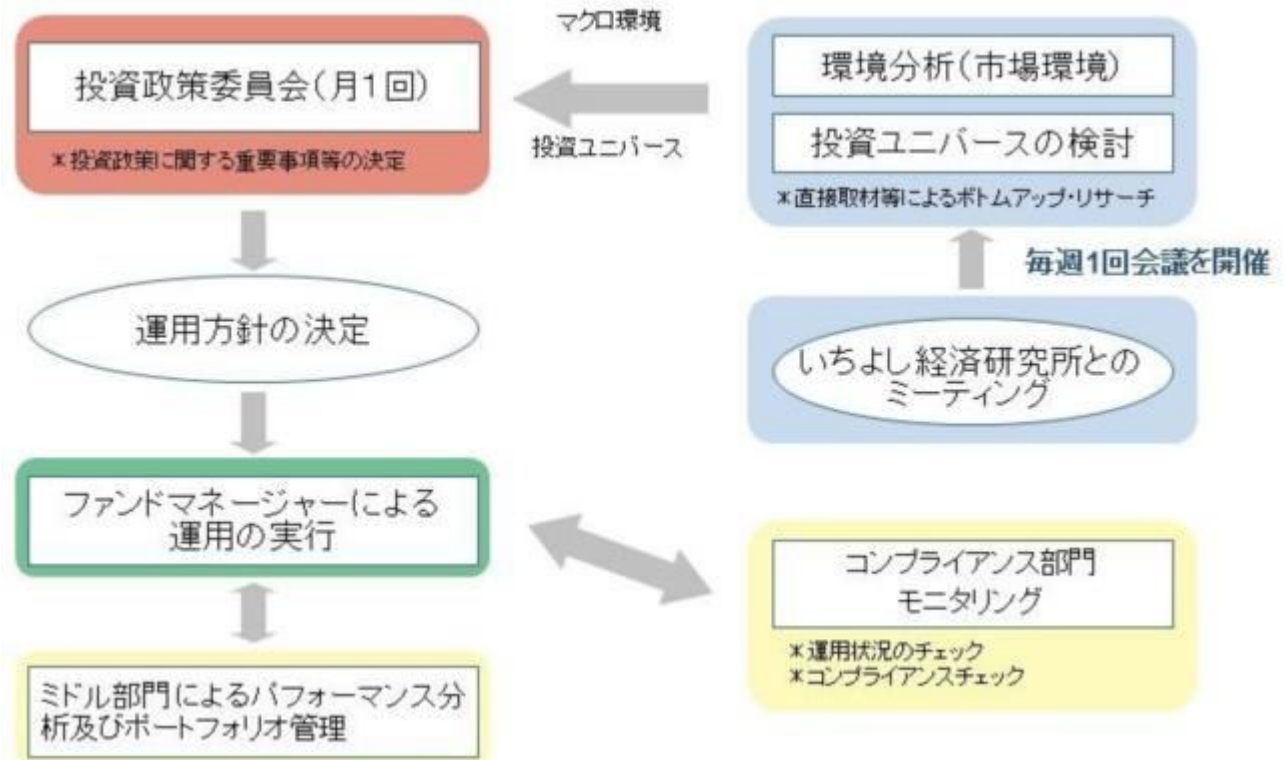 マクロ環境
投資政策委員会(月1回)
*投資政策に関する重要事項等の決定
投資ユニバース
環境分析(市場環境)
投資ユニバースの検討
*直接取材等によるボトムアップ・リサーチ
毎週1回会議を開催
いちよし経済研究所との
ミーティング
運用方針の決定
ファンドマネージャーによる
運用の実行
コンプライアンス部門
モニタリング
*運用状況のチェック
*コンプライアンスチェック
ミドル部門によるパフォーマンス分
析及びポートフォリオ管理